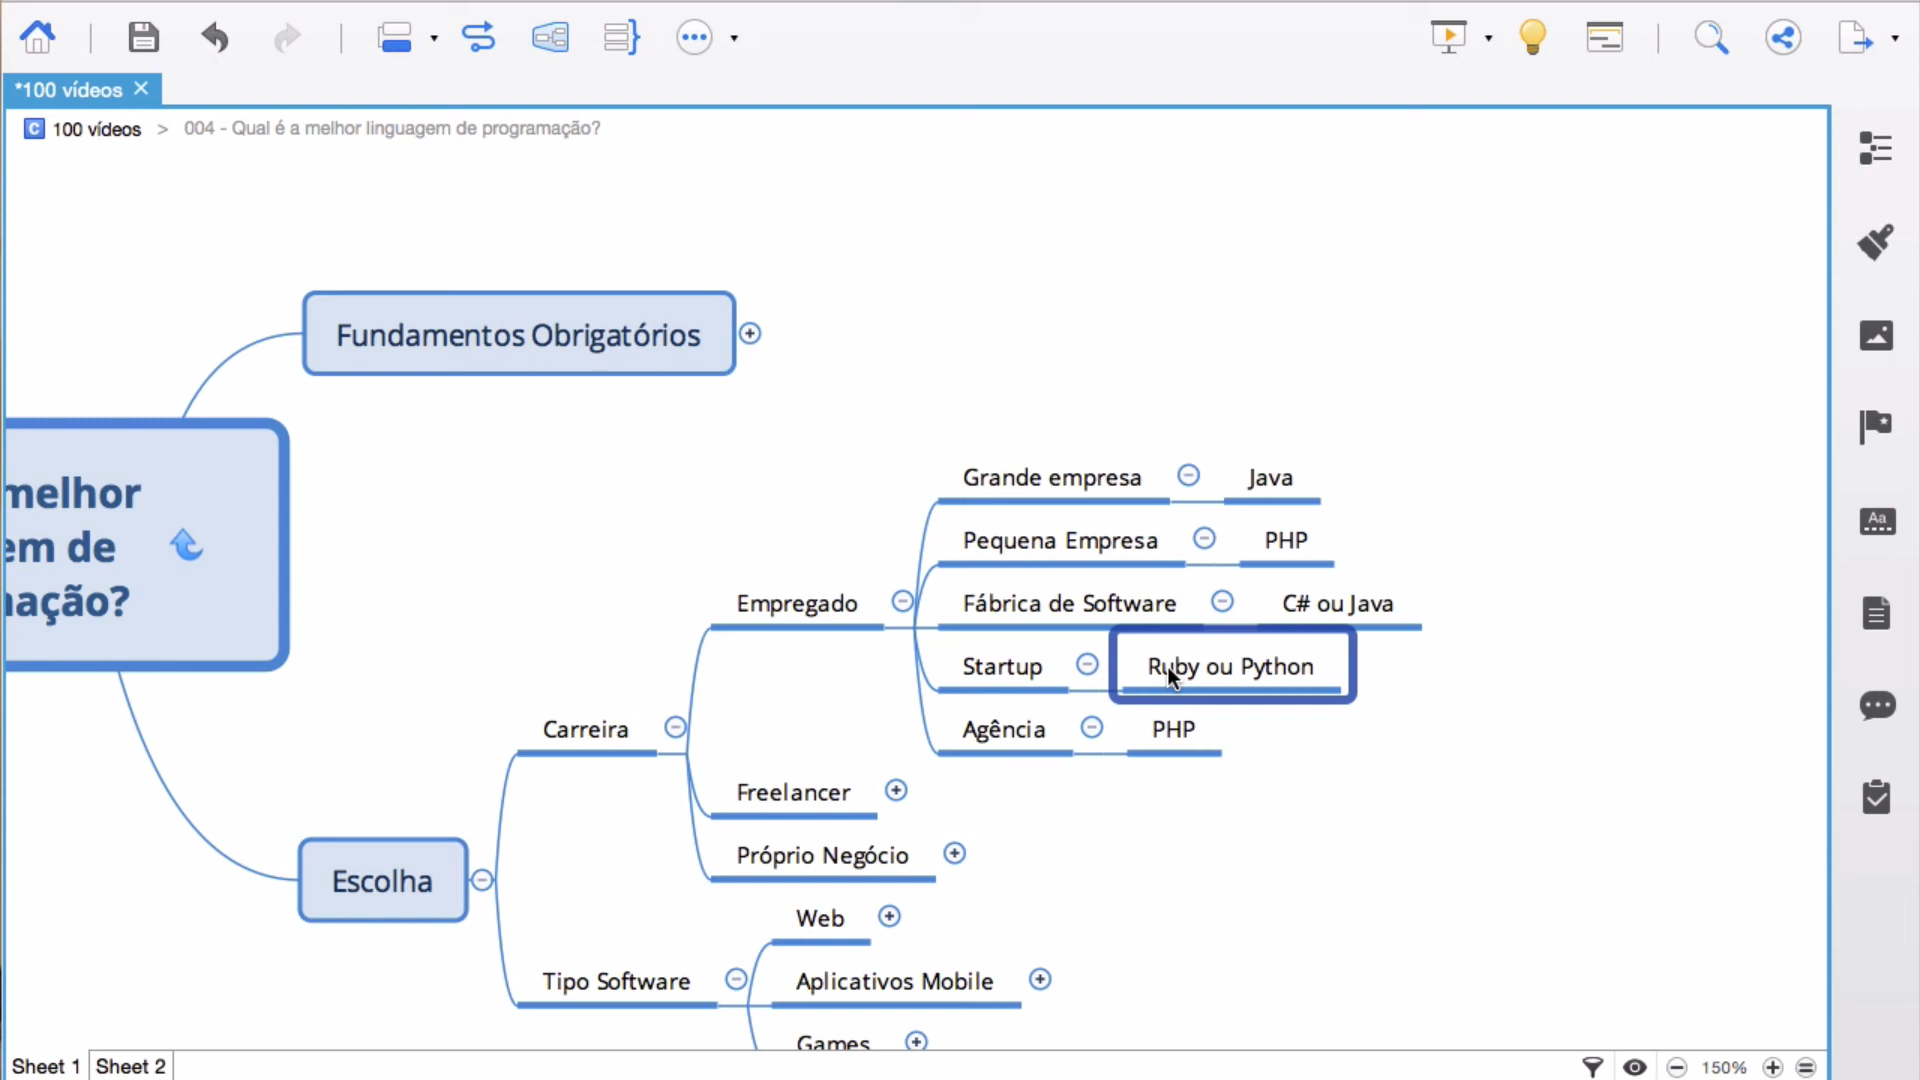 *100 vídeos
100 vídeos > 004 - Qual é a melhor linguagem de programação?
Fundamentos Obrigatórios
melhor
em de
ação?
Grande empresa
Java
Pequena Empresa
PHP
Empregado
Fábrica de Software
C# ou Java
Startup
Ruby ou Python
Carreira
Agência
PHP
Freelancer
Próprio Negócio
Escolha
Web
Tipo Software
Aplicativos Mobile
Games
Sheet 1
Sheet 2
150%